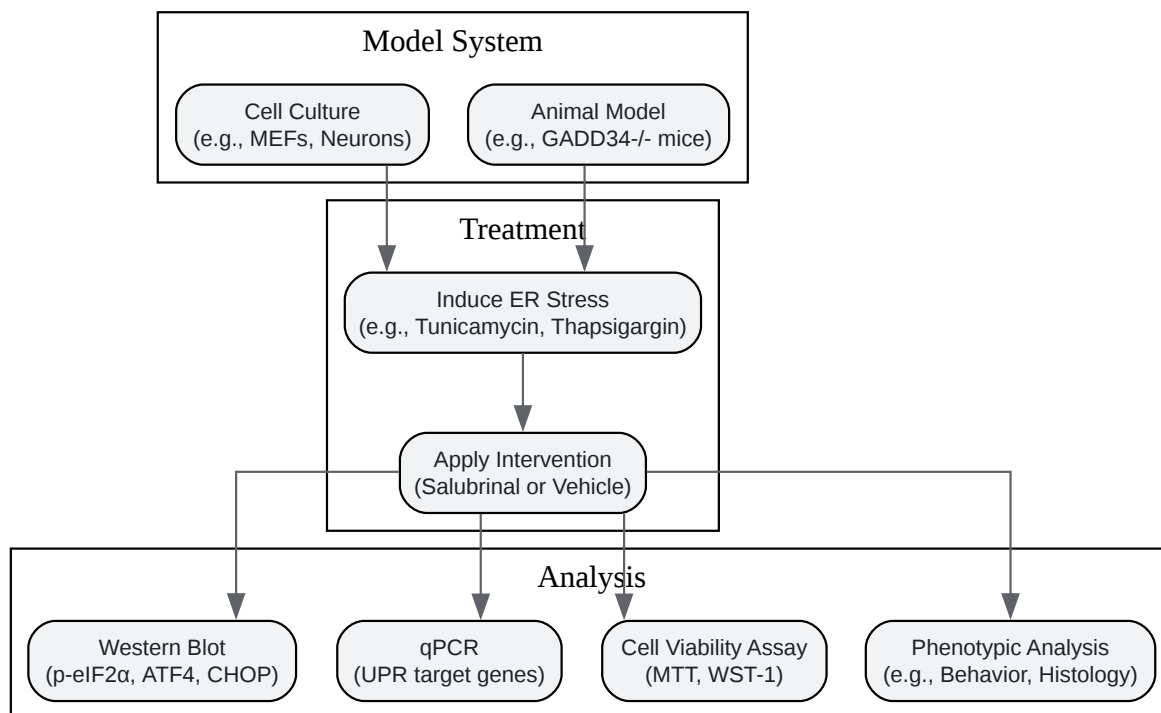 Model System
Cell Culture
(e.g., MEFs, Neurons)
Animal Model
(e.g., GADD34-/- mice)
Treatment
Induce ER Stress
(e.g., Tunicamycin, Thapsigargin)
Apply Intervention
(Salubrinal or Vehicle)
Analysis
Western Blot
(p-eIF2α, ATF4, CHOP)
qPCR
(UPR target genes)
Cell Viability Assay
(MTT, WST-1)
Phenotypic Analysis
(e.g., Behavior, Histology)